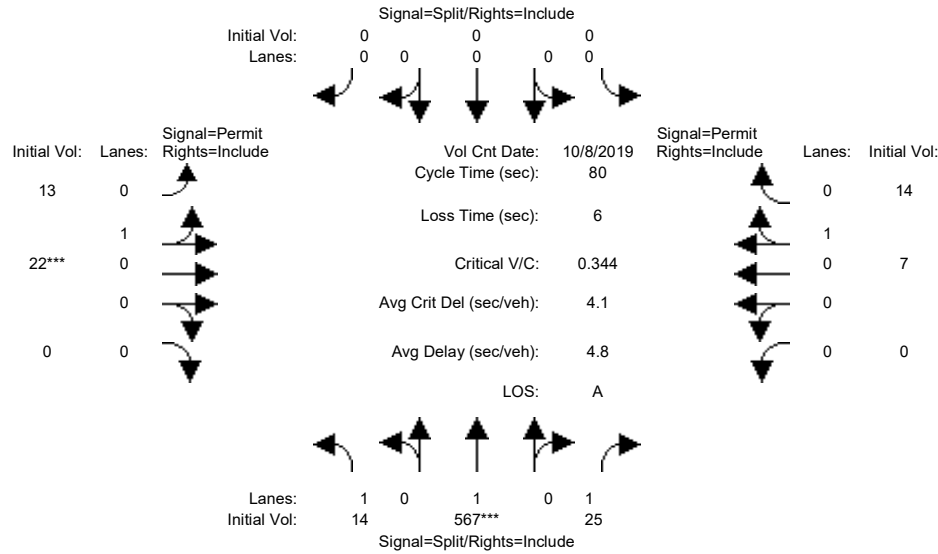 Signal=Split/Rights=Include
Initial Vol: 0 0 0
Lanes: 0 0 0 0 0
Signal=Permit Signal=Permit
Initial Vol: Lanes: Rights=Include Vol Cnt Date: 10/8/2019 Rights=Include Lanes: Initial Vol:
Cycle Time (sec): 80
13 0 0 14
Loss Time (sec): 6
1 1
22*** 0 Critical V/C: 0.344 0 7
0 Avg Crit Del (sec/veh): 4.1 0
0 0 Avg Delay (sec/veh): 4.8 0 0
LOS: A
Lanes: 1 0 1 0 1
Initial Vol: 14 567*** 25
Signal=Split/Rights=Include